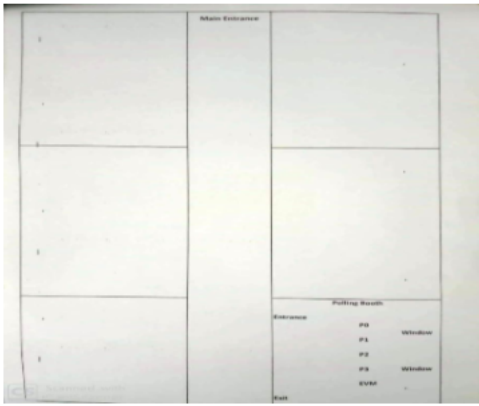 Main Entrance
Polling Booth
Entrance
P0
Window
P1
P2
P3 Window
EVM
Exit